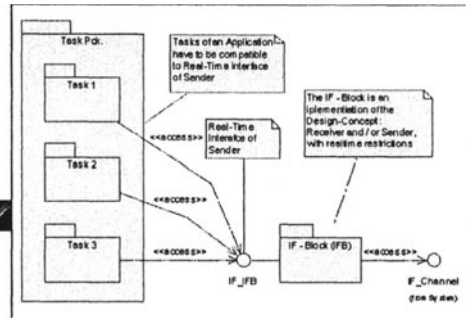 Task Pck.
Task 1
Task 2
Task 3
Tasks of an Application
have to be compatible
to Real-Time Interface
of Sender
<<access>>
Real-Time
Interface of
Sender
The IF - Block is an
iplementiation of the
Design-Concept:
Receiver and / or Sender,
with realtime restrictions
<<access>>
<<access>>
IF_IFB
IF - Block (IFB)
<<access>>
IF_Channel